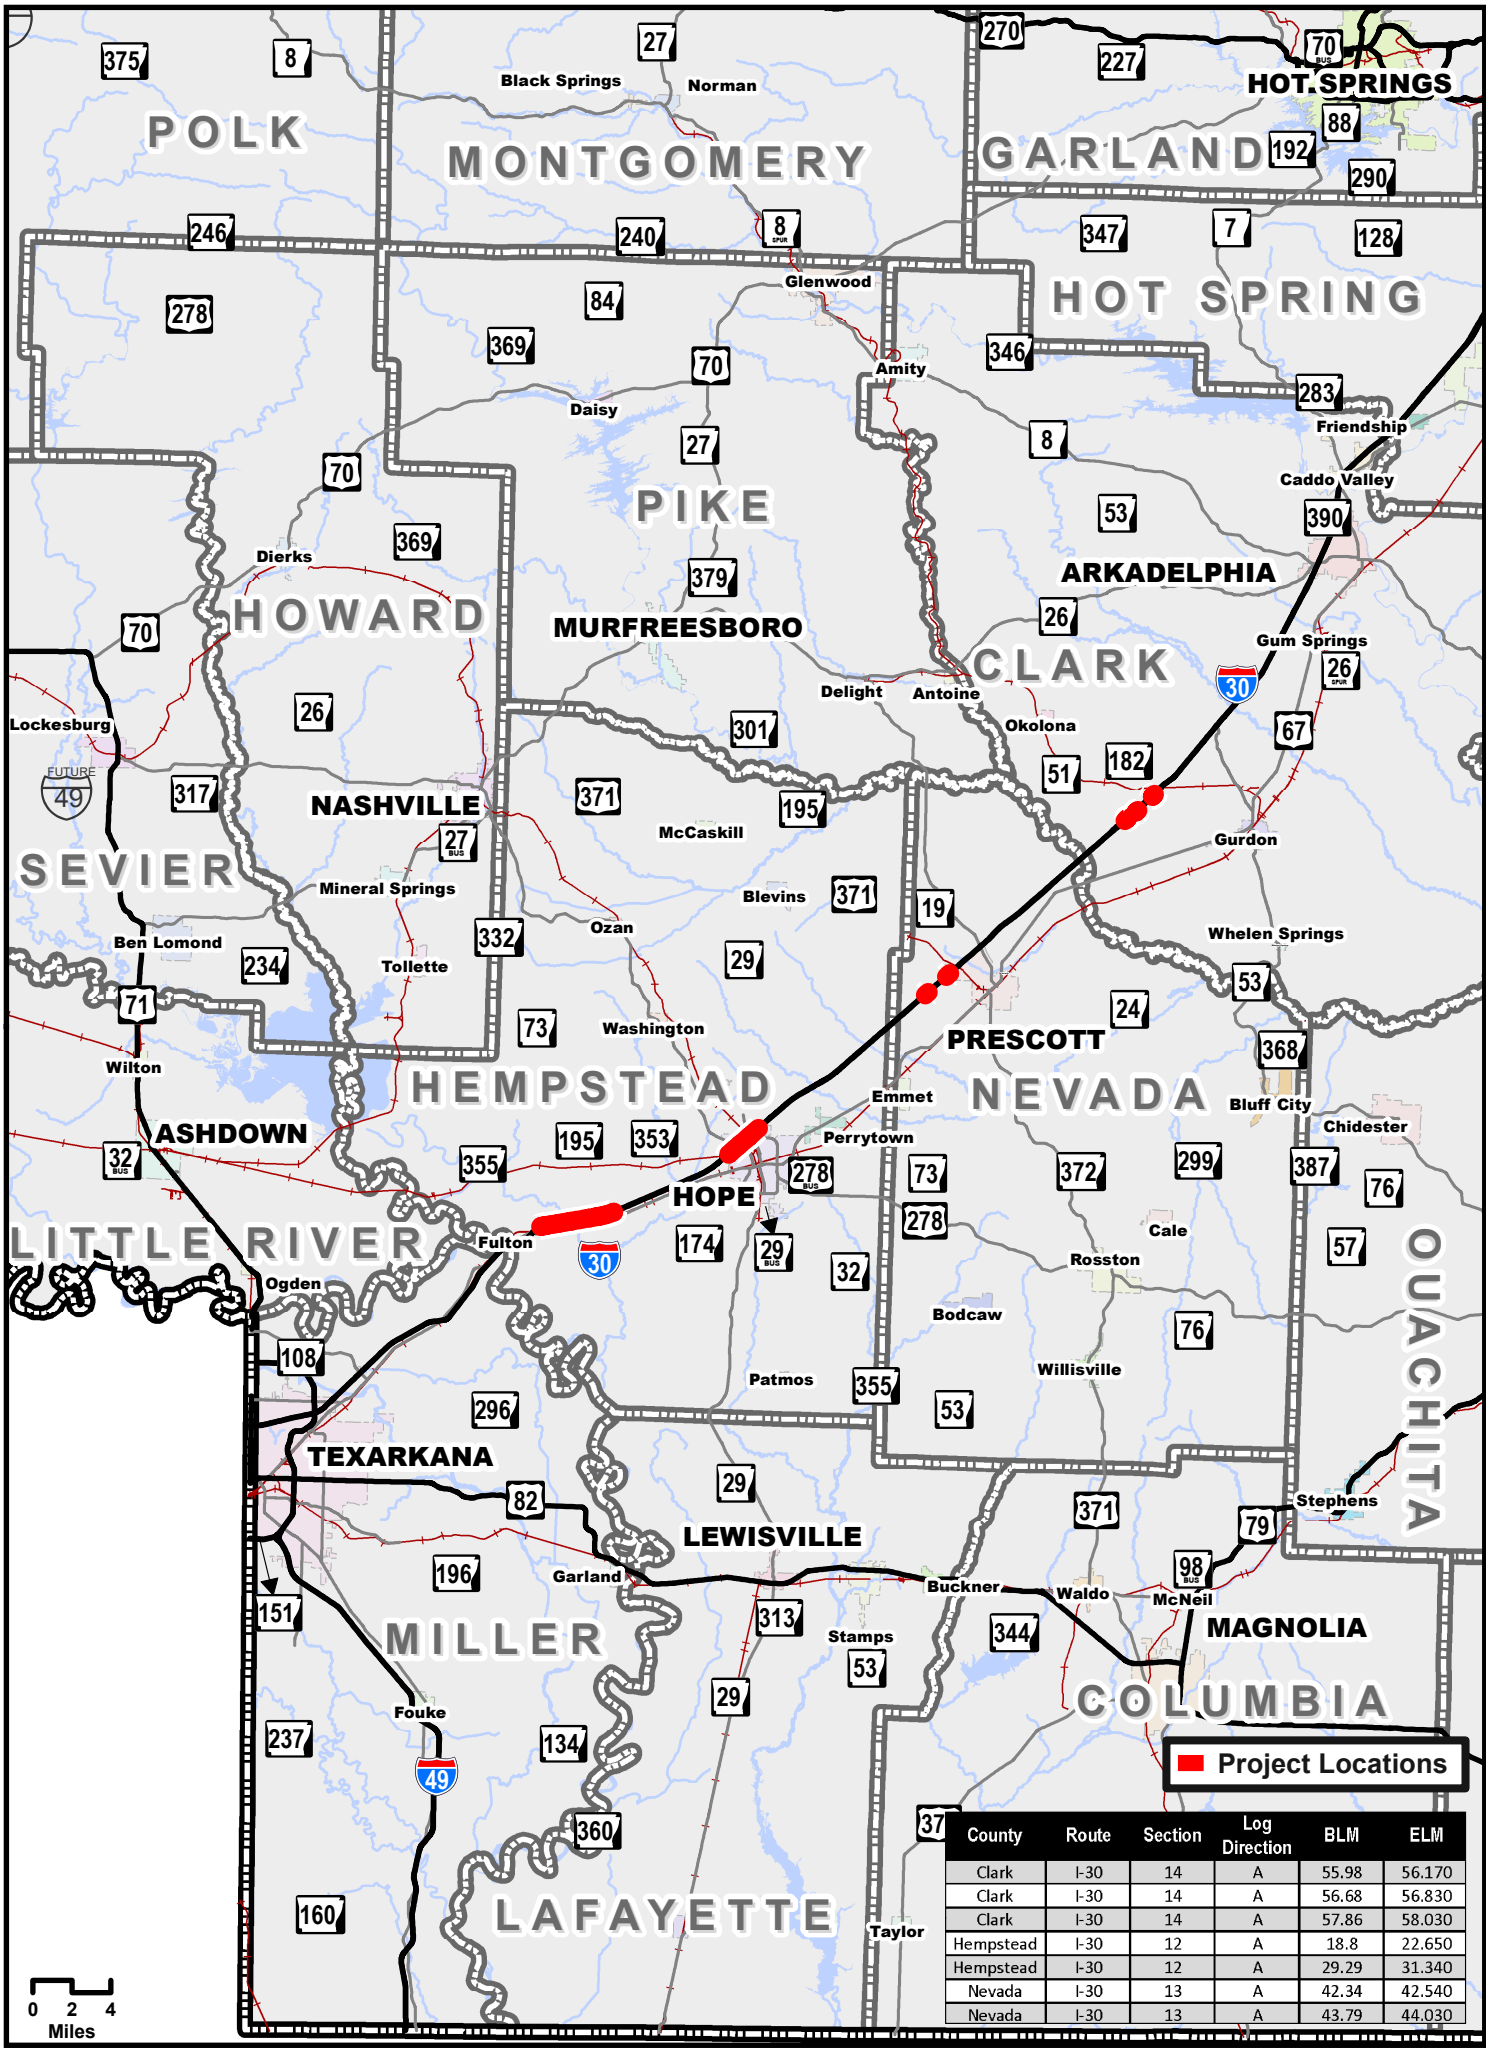 375
8
27
270
227
70
BUS
Black Springs
Norman
HOT SPRINGS
88
POLK
MONTGOMERY
GARLAND
192
290
246
240
8
SPUR
347
7
128
Glenwood
278
84
HOT SPRING
369
70
346
Amity
Daisy
283
Friendship
27
8
70
Caddo Valley
PIKE
53
390
369
Dierks
379
ARKADELPHIA
HOWARD
26
70
MURFREESBORO
Gum Springs
CLARK
26
SPUR
Delight
Antoine
30
26
Lockesburg
301
Okolona
67
FUTURE
49
317
371
51
182
NASHVILLE
195
27
BUS
McCaskill
Gurdon
SEVIER
Mineral Springs
Blevins
371
19
Ozan
332
Whelen Springs
Ben Lomond
234
Tollette
29
53
71
24
73
Washington
PRESCOTT
368
Wilton
HEMPSTEAD
NEVADA
Emmet
Bluff City
Chidester
ASHDOWN
195
353
Perrytown
32
BUS
355
278
BUS
73
372
299
387
76
HOPE
LITTLE RIVER
Fulton
174
29
BUS
278
Cale
57
30
32
Rosston
OUACHITA
Ogden
Bodcaw
76
108
Patmos
355
Willisville
296
53
TEXARKANA
82
29
371
Stephens
79
LEWISVILLE
196
Garland
98
BUS
Buckner
Waldo
McNeil
151
313
MILLER
Stamps
344
MAGNOLIA
53
29
COLUMBIA
Fouke
237
134
49
Project Locations
360
37
County Route Section Log Direction BLM ELM
Clark I-30 14 A 55.98 56.170
Clark I-30 14 A 56.68 56.830
Clark I-30 14 A 57.86 58.030
Hempstead I-30 12 A 18.8 22.650
Hempstead I-30 12 A 29.29 31.340
Nevada I-30 13 A 42.34 42.540
Nevada I-30 13 A 43.79 44.030
160
LAFAYETTE
Taylor
0 2 4
Miles